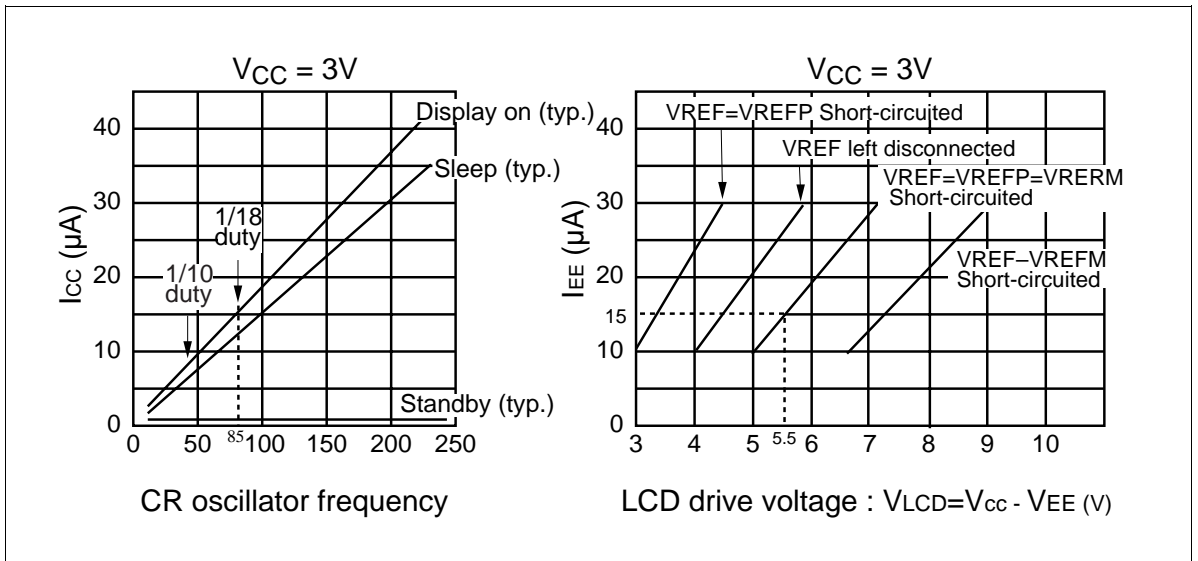 VCC = 3V
40
30
20
10
0
ICC (µA)
Display on (typ.)
Sleep (typ.)
1/18
duty
1/10
duty
Standby (typ.)
0
50
85
100
150
200
250
CR oscillator frequency
VCC = 3V
40
30
20
15
10
0
IEE (µA)
VREF=VREFP Short-circuited
VREF left disconnected
VREF=VREFP=VRERM
Short-circuited
VREF–VREFM
Short-circuited
3
4
5
5.5
6
7
8
9
10
LCD drive voltage : VLCD=Vcc - VEE (V)